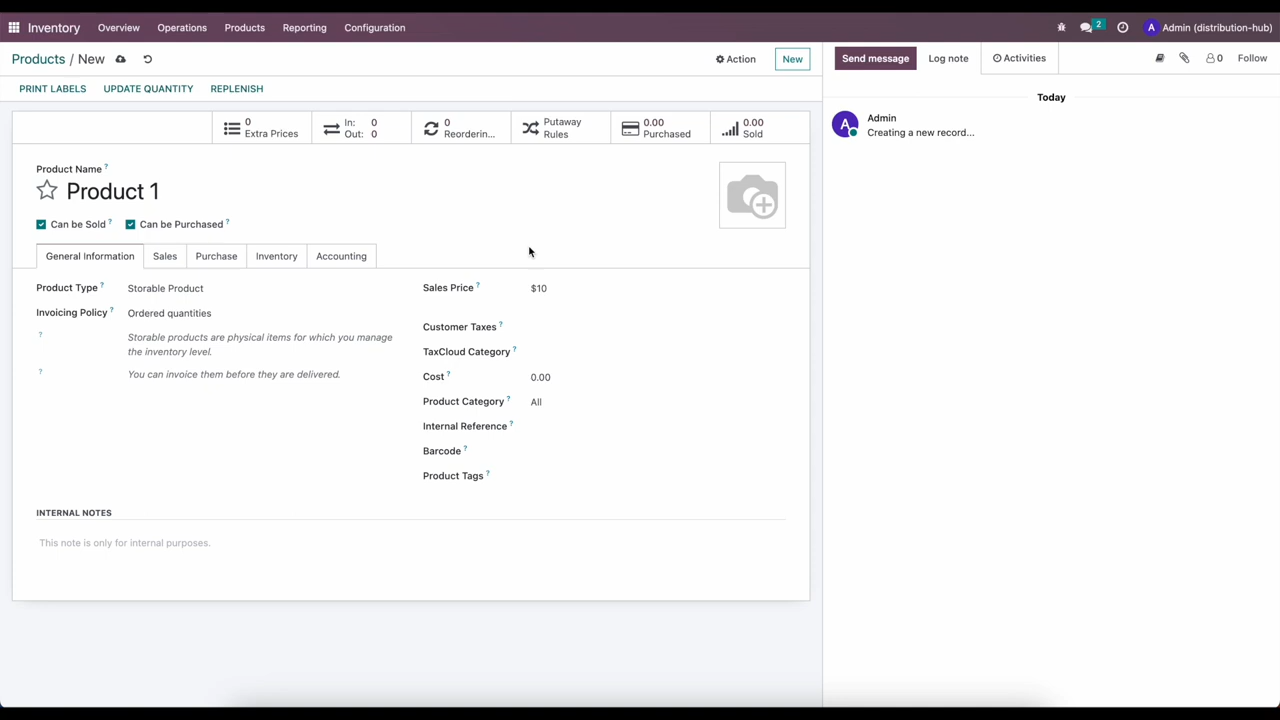 Inventory Overview Operations Products Reporting Configuration 2 A Admin (distribution-hub)
Products / New Action New Send message Log note Activities 0 Follow
PRINT LABELS UPDATE QUANTITY REPLENISH
Today
0 Extra Prices
In: 0
Out: 0
0 Reorderin...
Putaway Rules
0.00 Purchased
0.00 Sold
A Admin
Creating a new record...
Product Name ?
Product 1
Can be Sold ? Can be Purchased ?
General Information Sales Purchase Inventory Accounting
Product Type ? Storable Product
Invoicing Policy ? Ordered quantities
? Storable products are physical items for which you manage
the inventory level.
? You can invoice them before they are delivered.
Sales Price ? $10
Customer Taxes ?
TaxCloud Category ?
Cost ? 0.00
Product Category ? All
Internal Reference ?
Barcode ?
Product Tags ?
INTERNAL NOTES
This note is only for internal purposes.